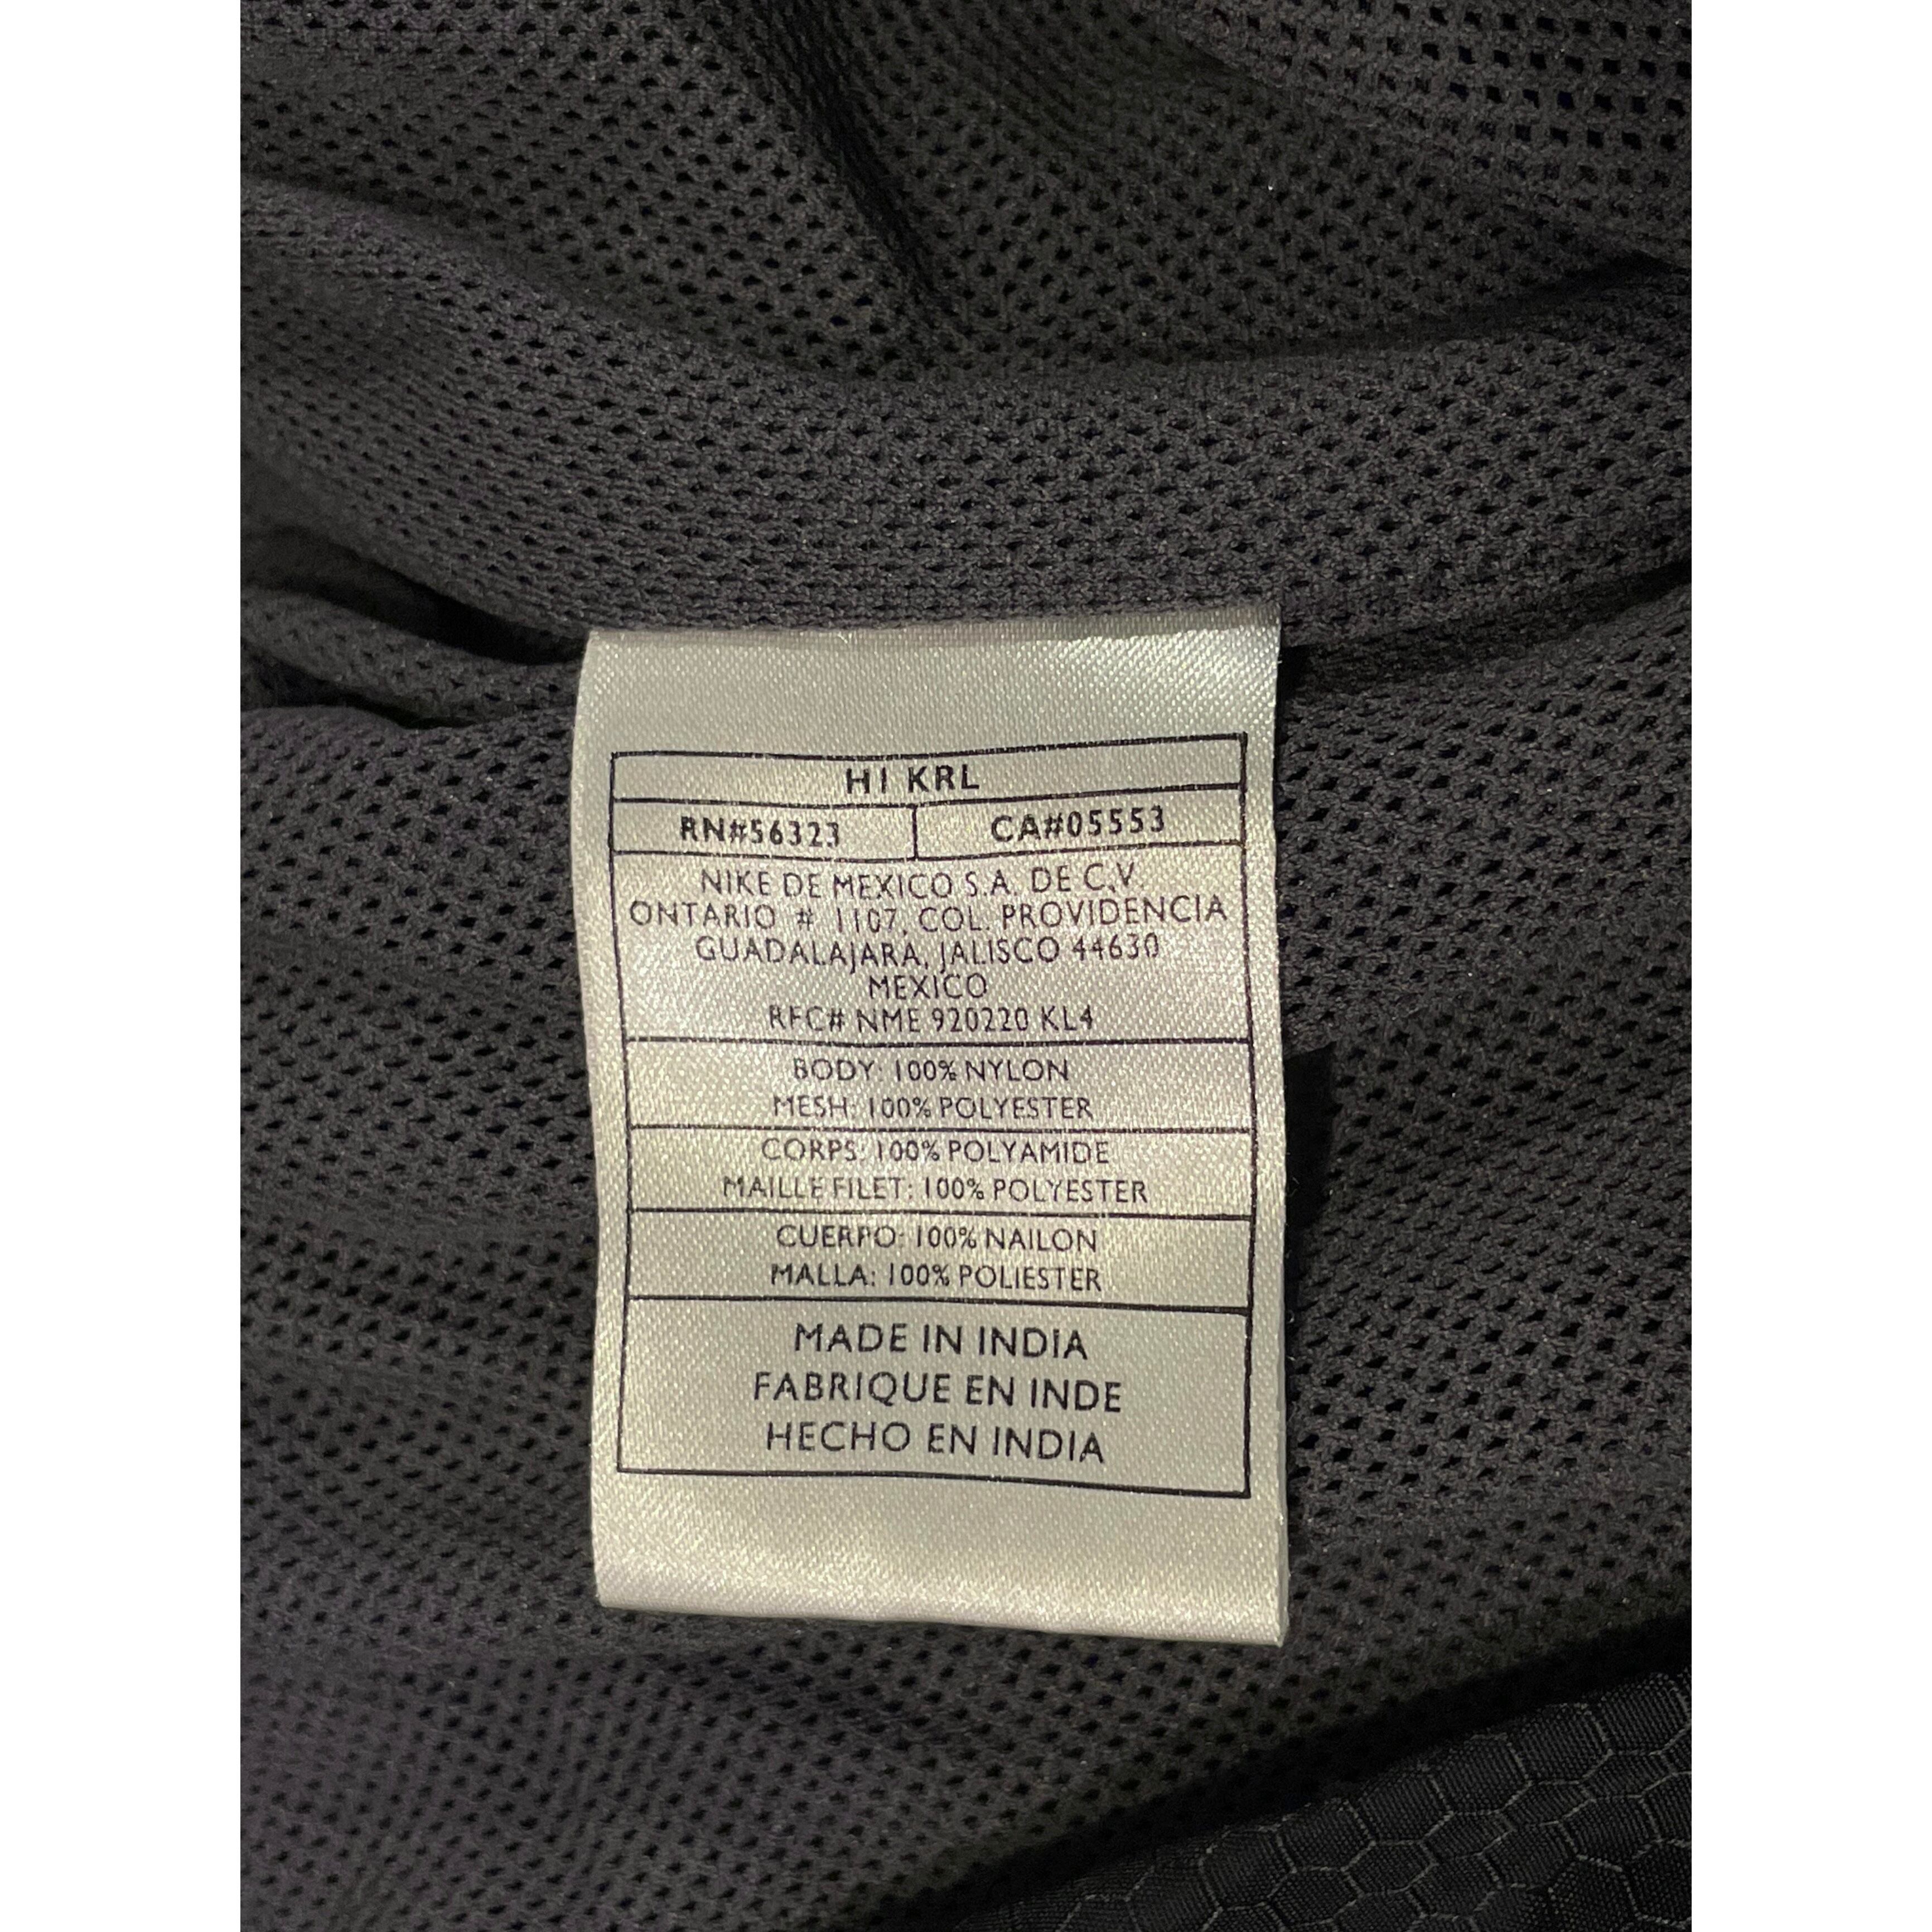 HI KRL
RN#56323 CA#05553
NIKE DE MEXICO S.A. DE C.V.
ONTARIO # 1107, COL. PROVIDENCIA
GUADALAJARA, JALISCO 44630
MEXICO
RFC# NME 920220 KL4
BODY: 100% NYLON
MESH: 100% POLYESTER
CORPS: 100% POLYAMIDE
MAILLE FILET: 100% POLYESTER
CUERPO: 100% NAILON
MALLA: 100% POLIESTER
MADE IN INDIA
FABRIQUE EN INDE
HECHO EN INDIA